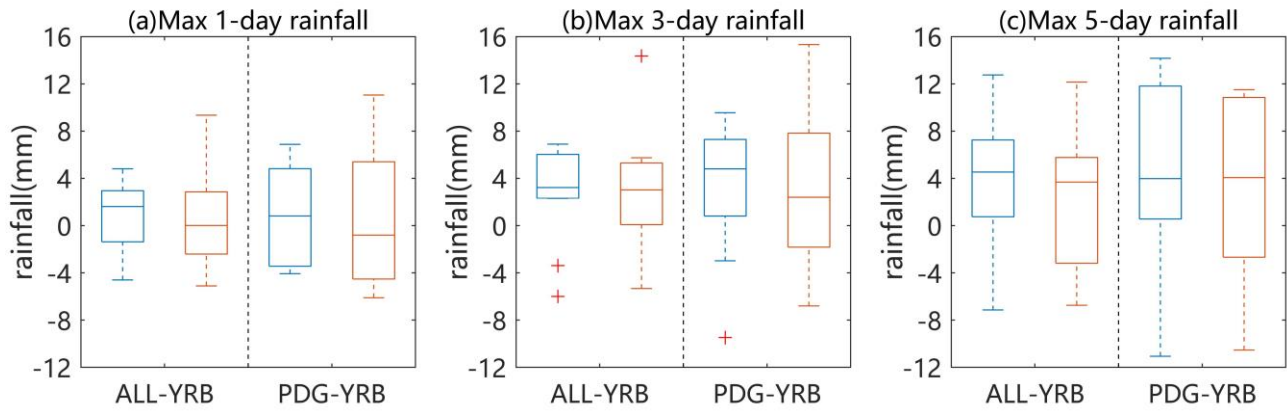 (a)Max 1-day rainfall
rainfall(mm)
16
12
8
4
0
-4
-8
-12
ALL-YRB PDG-YRB
(b)Max 3-day rainfall
rainfall(mm)
16
12
8
4
0
-4
-8
-12
ALL-YRB PDG-YRB
(c)Max 5-day rainfall
rainfall(mm)
16
12
8
4
0
-4
-8
-12
ALL-YRB PDG-YRB